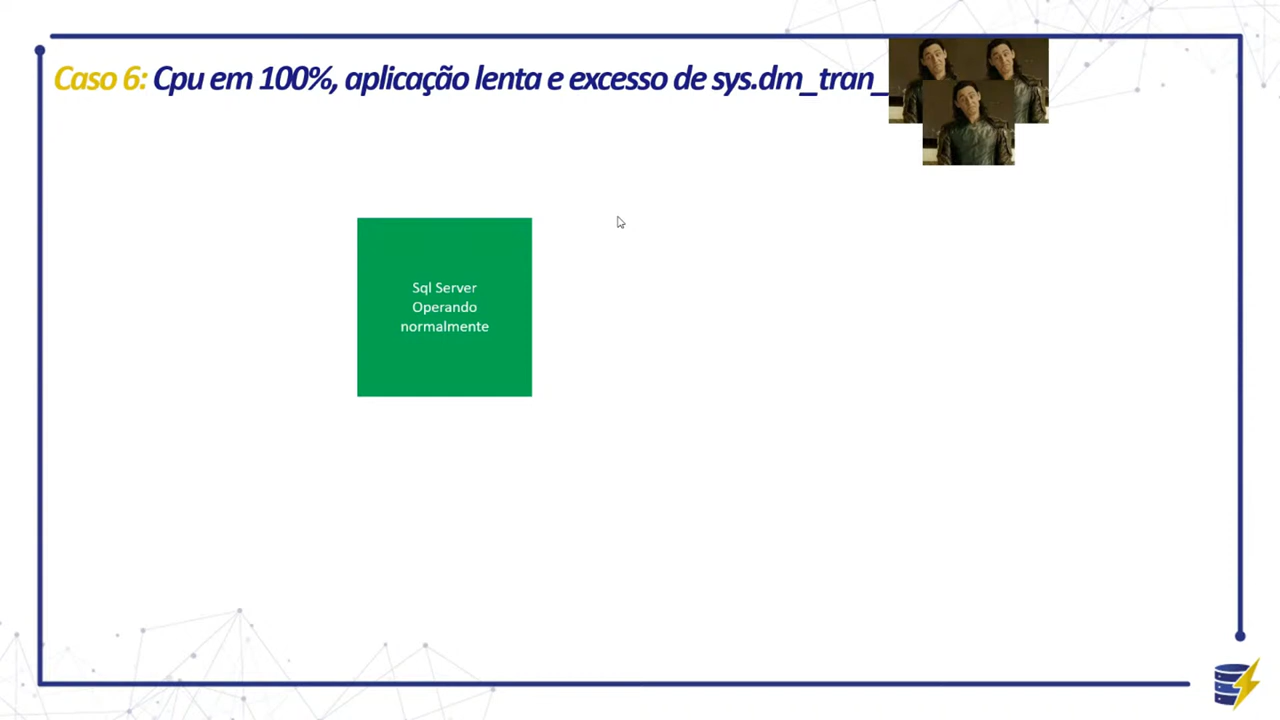 Caso 6: Cpu em 100%, aplicação lenta e excesso de sys.dm_tran_
Sql Server
Operando
normalmente